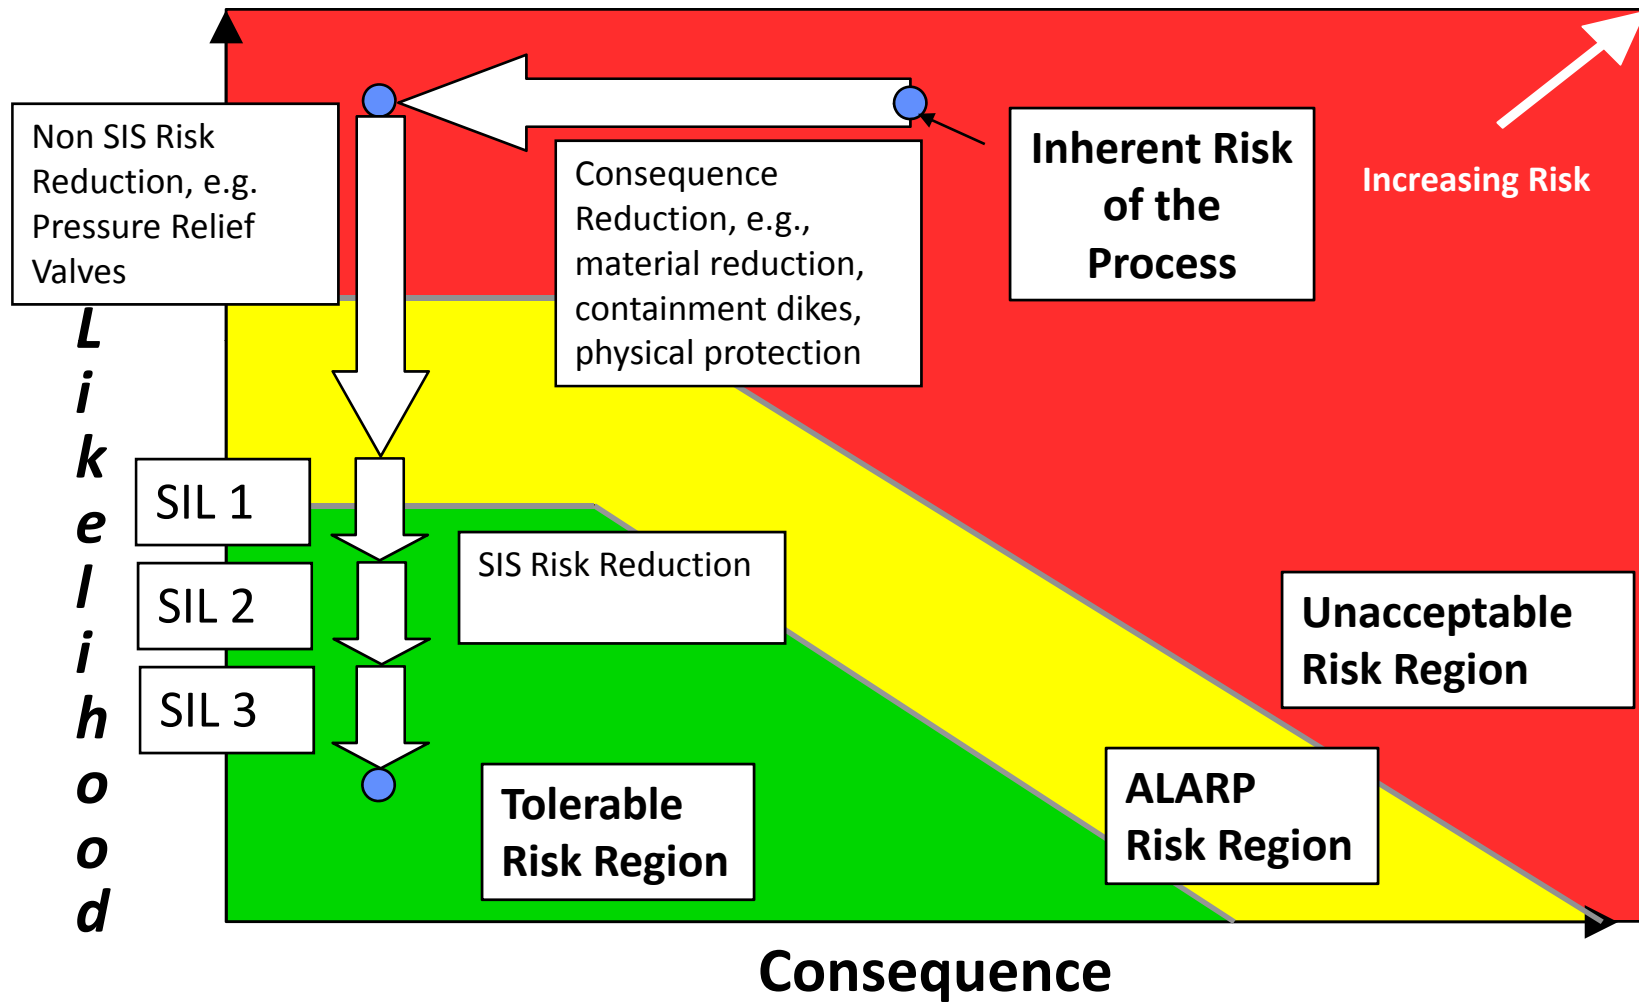 Non SIS Risk
Reduction, e.g.
Pressure Relief
Valves
Consequence
Reduction, e.g.,
material reduction,
containment dikes,
physical protection
Inherent Risk
of the
Process
Increasing Risk
Likelihood
SIL 1
SIL 2
SIL 3
SIS Risk Reduction
Unacceptable
Risk Region
Tolerable
Risk Region
ALARP
Risk Region
Consequence